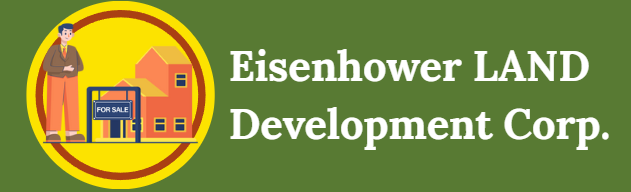 FOR SALE
Eisenhower LAND
Development Corp.